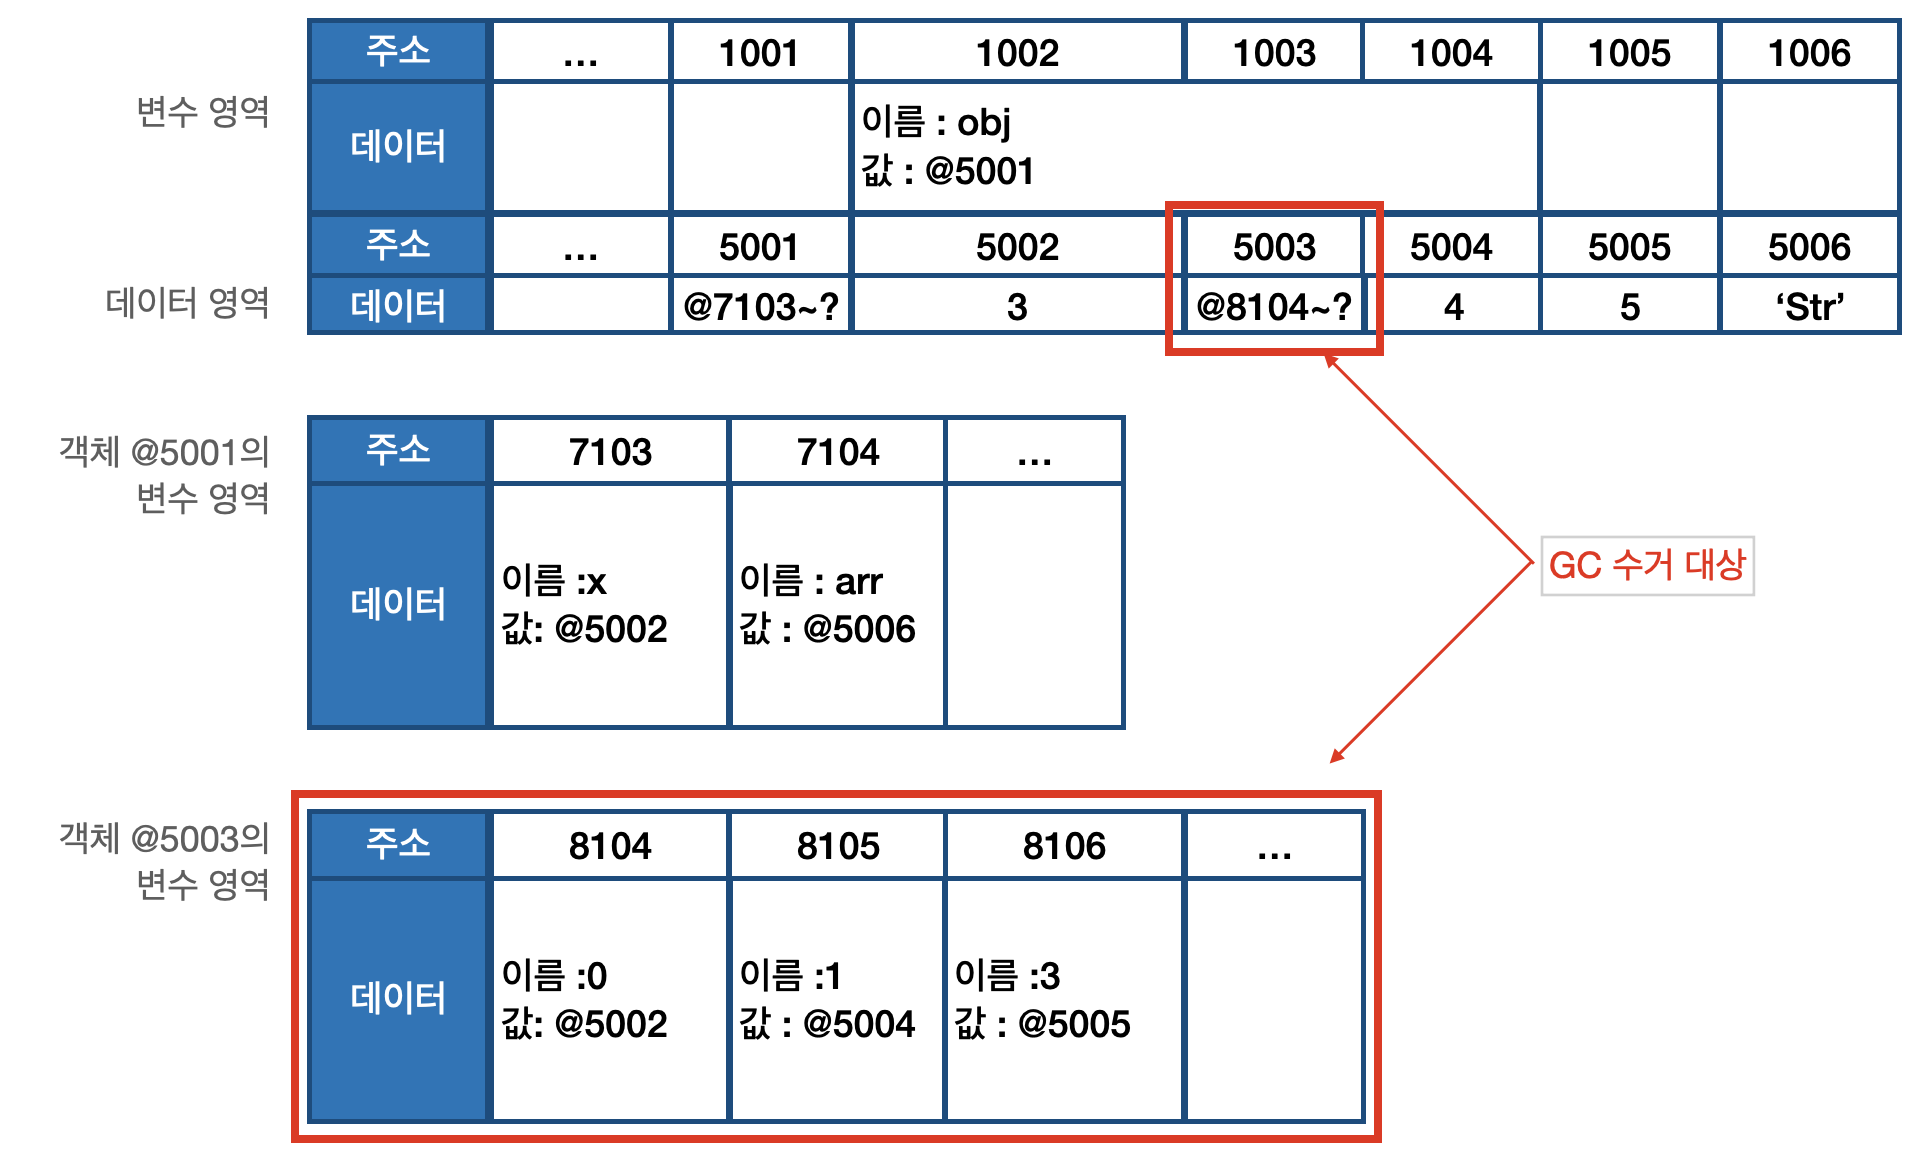 주소 … 1001 1002 1003 1004 1005 1006
변수 영역
데이터
이름 : obj
값 : @5001
주소 … 5001 5002 5003 5004 5005 5006
데이터 영역
데이터 @7103~? 3 @8104~? 4 5 ‘Str’
객체 @5001의
변수 영역
주소 7103 7104 …
데이터
이름 :x
값: @5002
이름 : arr
값 : @5006
GC 수거 대상
객체 @5003의
변수 영역
주소 8104 8105 8106 …
데이터
이름 :0
값: @5002
이름 :1
값 : @5004
이름 :3
값 : @5005